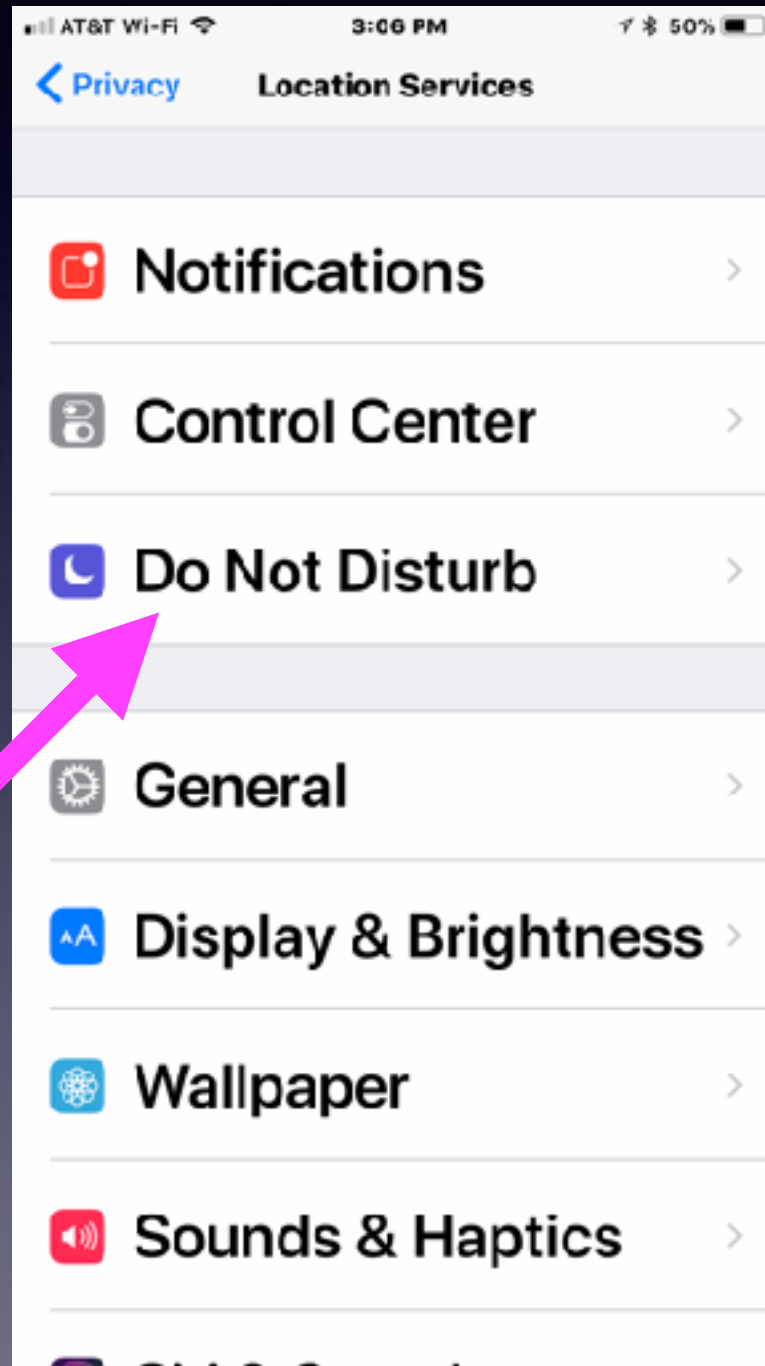 AT&T Wi-Fi 3:06 PM 50%
Privacy Location Services
Notifications
Control Center
Do Not Disturb
General
AA Display & Brightness
Wallpaper
Sounds & Haptics